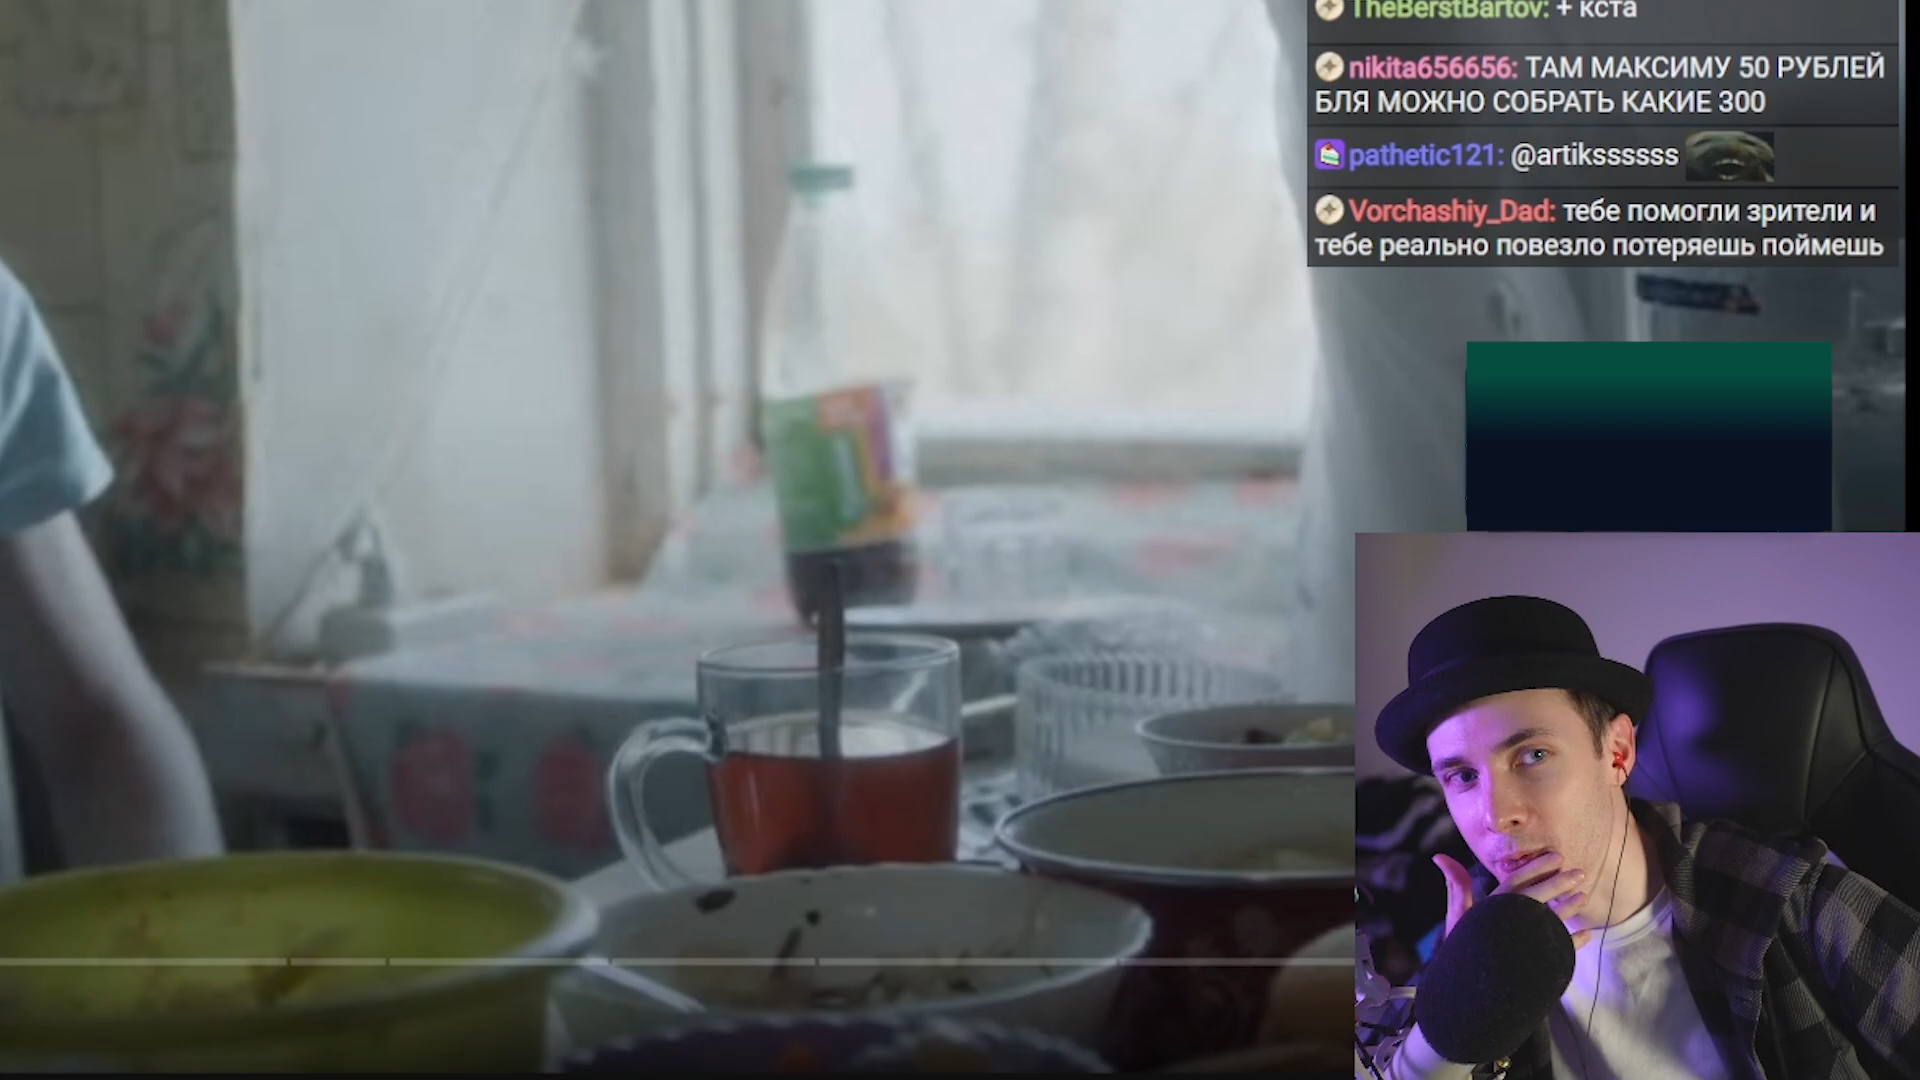 TheBerstBartov: + кста
nikita656656: ТАМ МАКСИМУ 50 РУБЛЕЙ
БЛЯ МОЖНО СОБРАТЬ КАКИЕ 300
pathetic121: @artikssssss
Vorchashiy_Dad: тебе помогли зрители и
тебе реально повезло потеряешь поймешь